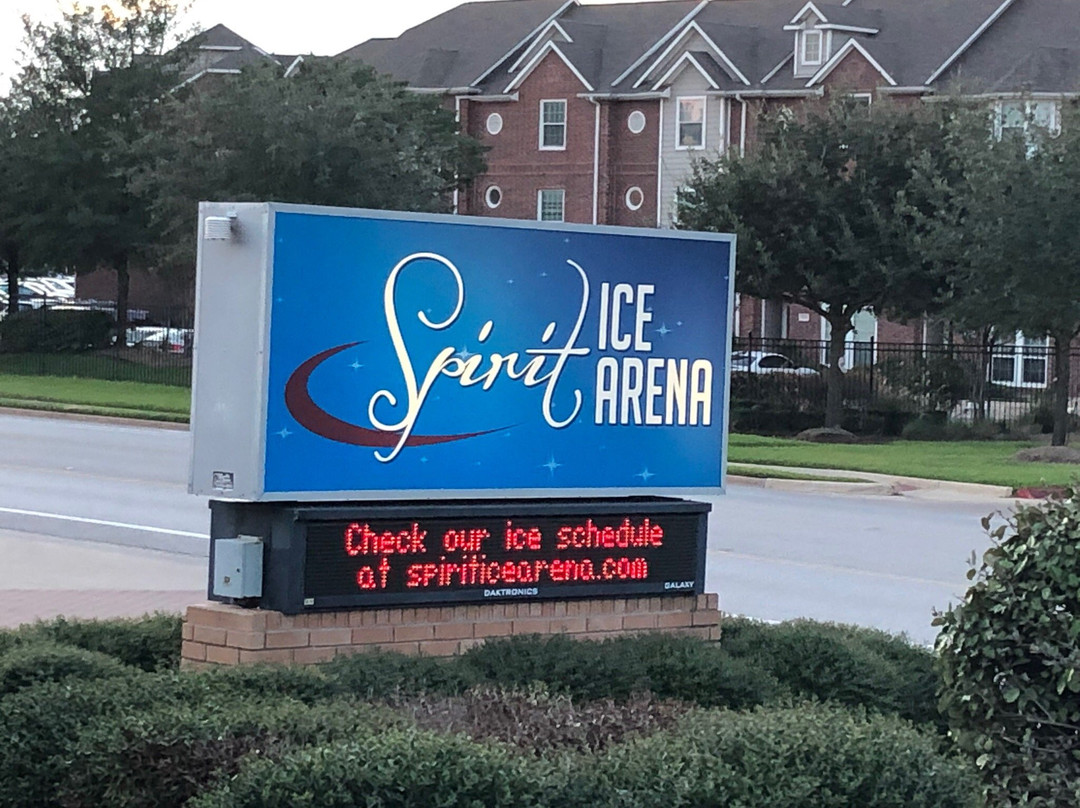 Spirit ICE
ARENA
Check our ice schedule
at spiriticearena.com
DAKTRONICS
GALAXY